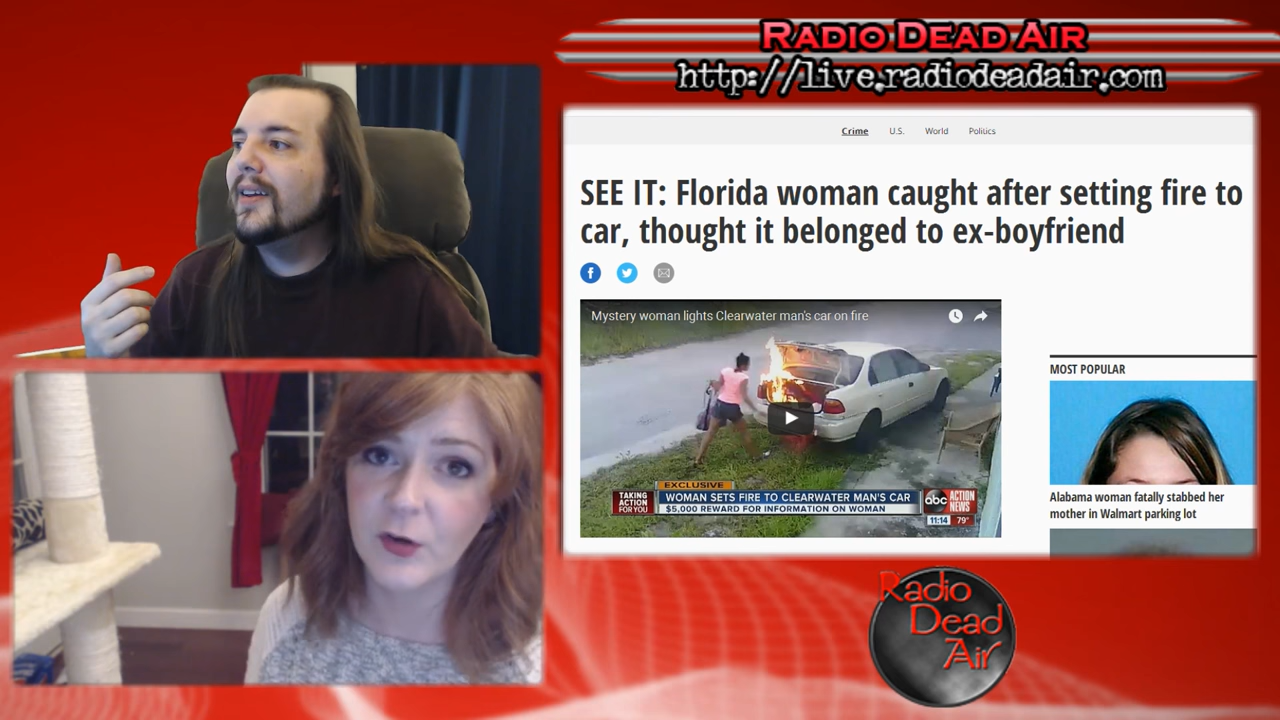 RADIO DEAD AIR
http://live.radiodeadair.com
Crime U.S. World Politics
SEE IT: Florida woman caught after setting fire to
car, thought it belonged to ex-boyfriend
f
Mystery woman lights Clearwater man's car on fire
EXCLUSIVE
TAKING
ACTION
FOR YOU
WOMAN SETS FIRE TO CLEARWATER MAN'S CAR
$5,000 REWARD FOR INFORMATION ON WOMAN
abc ACTION
NEWS
11:14 79°
MOST POPULAR
Alabama woman fatally stabbed her
mother in Walmart parking lot
Radio
Dead
Air